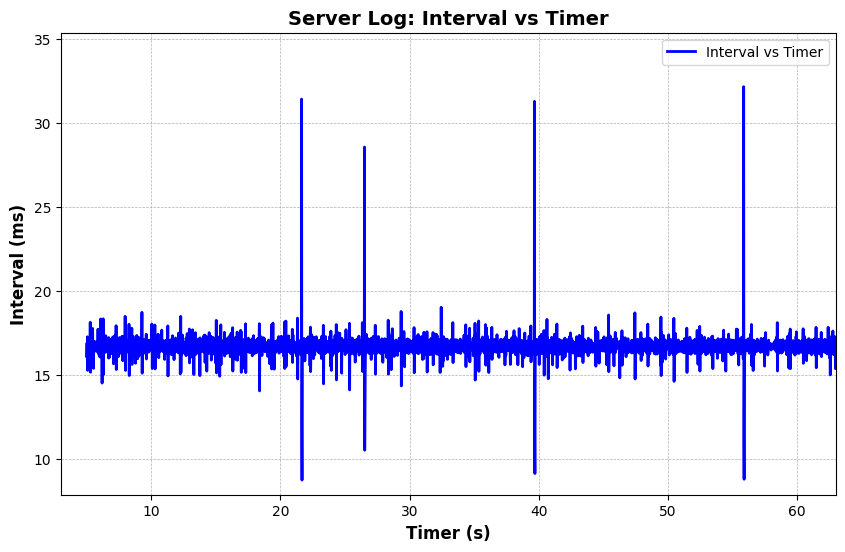 Server Log: Interval vs Timer
Interval vs Timer
35
30
25
20
15
10
Interval (ms)
10 20 30 40 50 60
Timer (s)